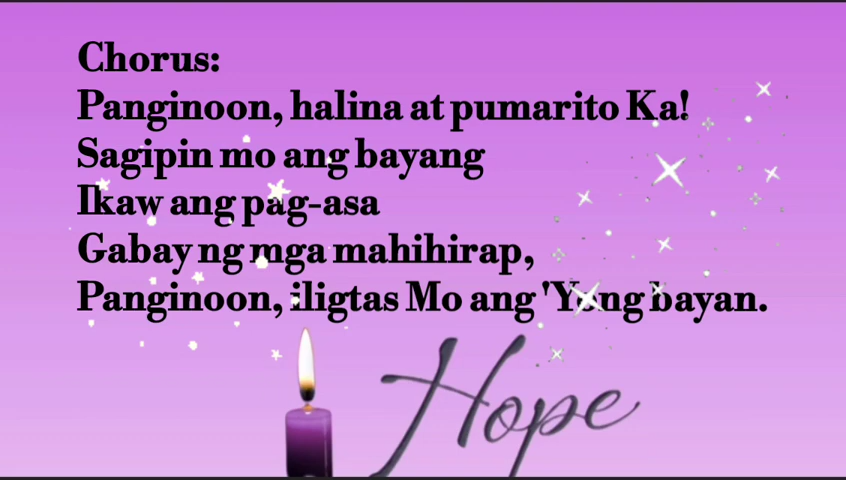 Chorus:
Panginoon, halina at pumarito Ka!
Sagipin mo ang bayang
Ikaw ang pag-asa
Gabay ng mga mahihirap,
Panginoon, iligtas Mo ang 'Yong bayan.
Hope